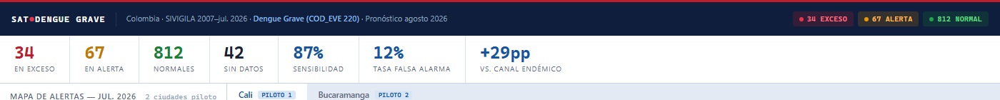 SAT●DENGUE GRAVE Colombia · SIVIGILA 2007–jul. 2026 · Dengue Grave (COD_EVE 220) · Pronóstico agosto 2026 ● 34 EXCESO ● 67 ALERTA ● 812 NORMAL
34 67 812 42 87% 12% +29pp
EN EXCESO EN ALERTA NORMALES SIN DATOS SENSIBILIDAD TASA FALSA ALARMA VS. CANAL ENDÉMICO
MAPA DE ALERTAS — JUL. 2026 2 ciudades piloto Cali PILOTO 1 Bucaramanga PILOTO 2